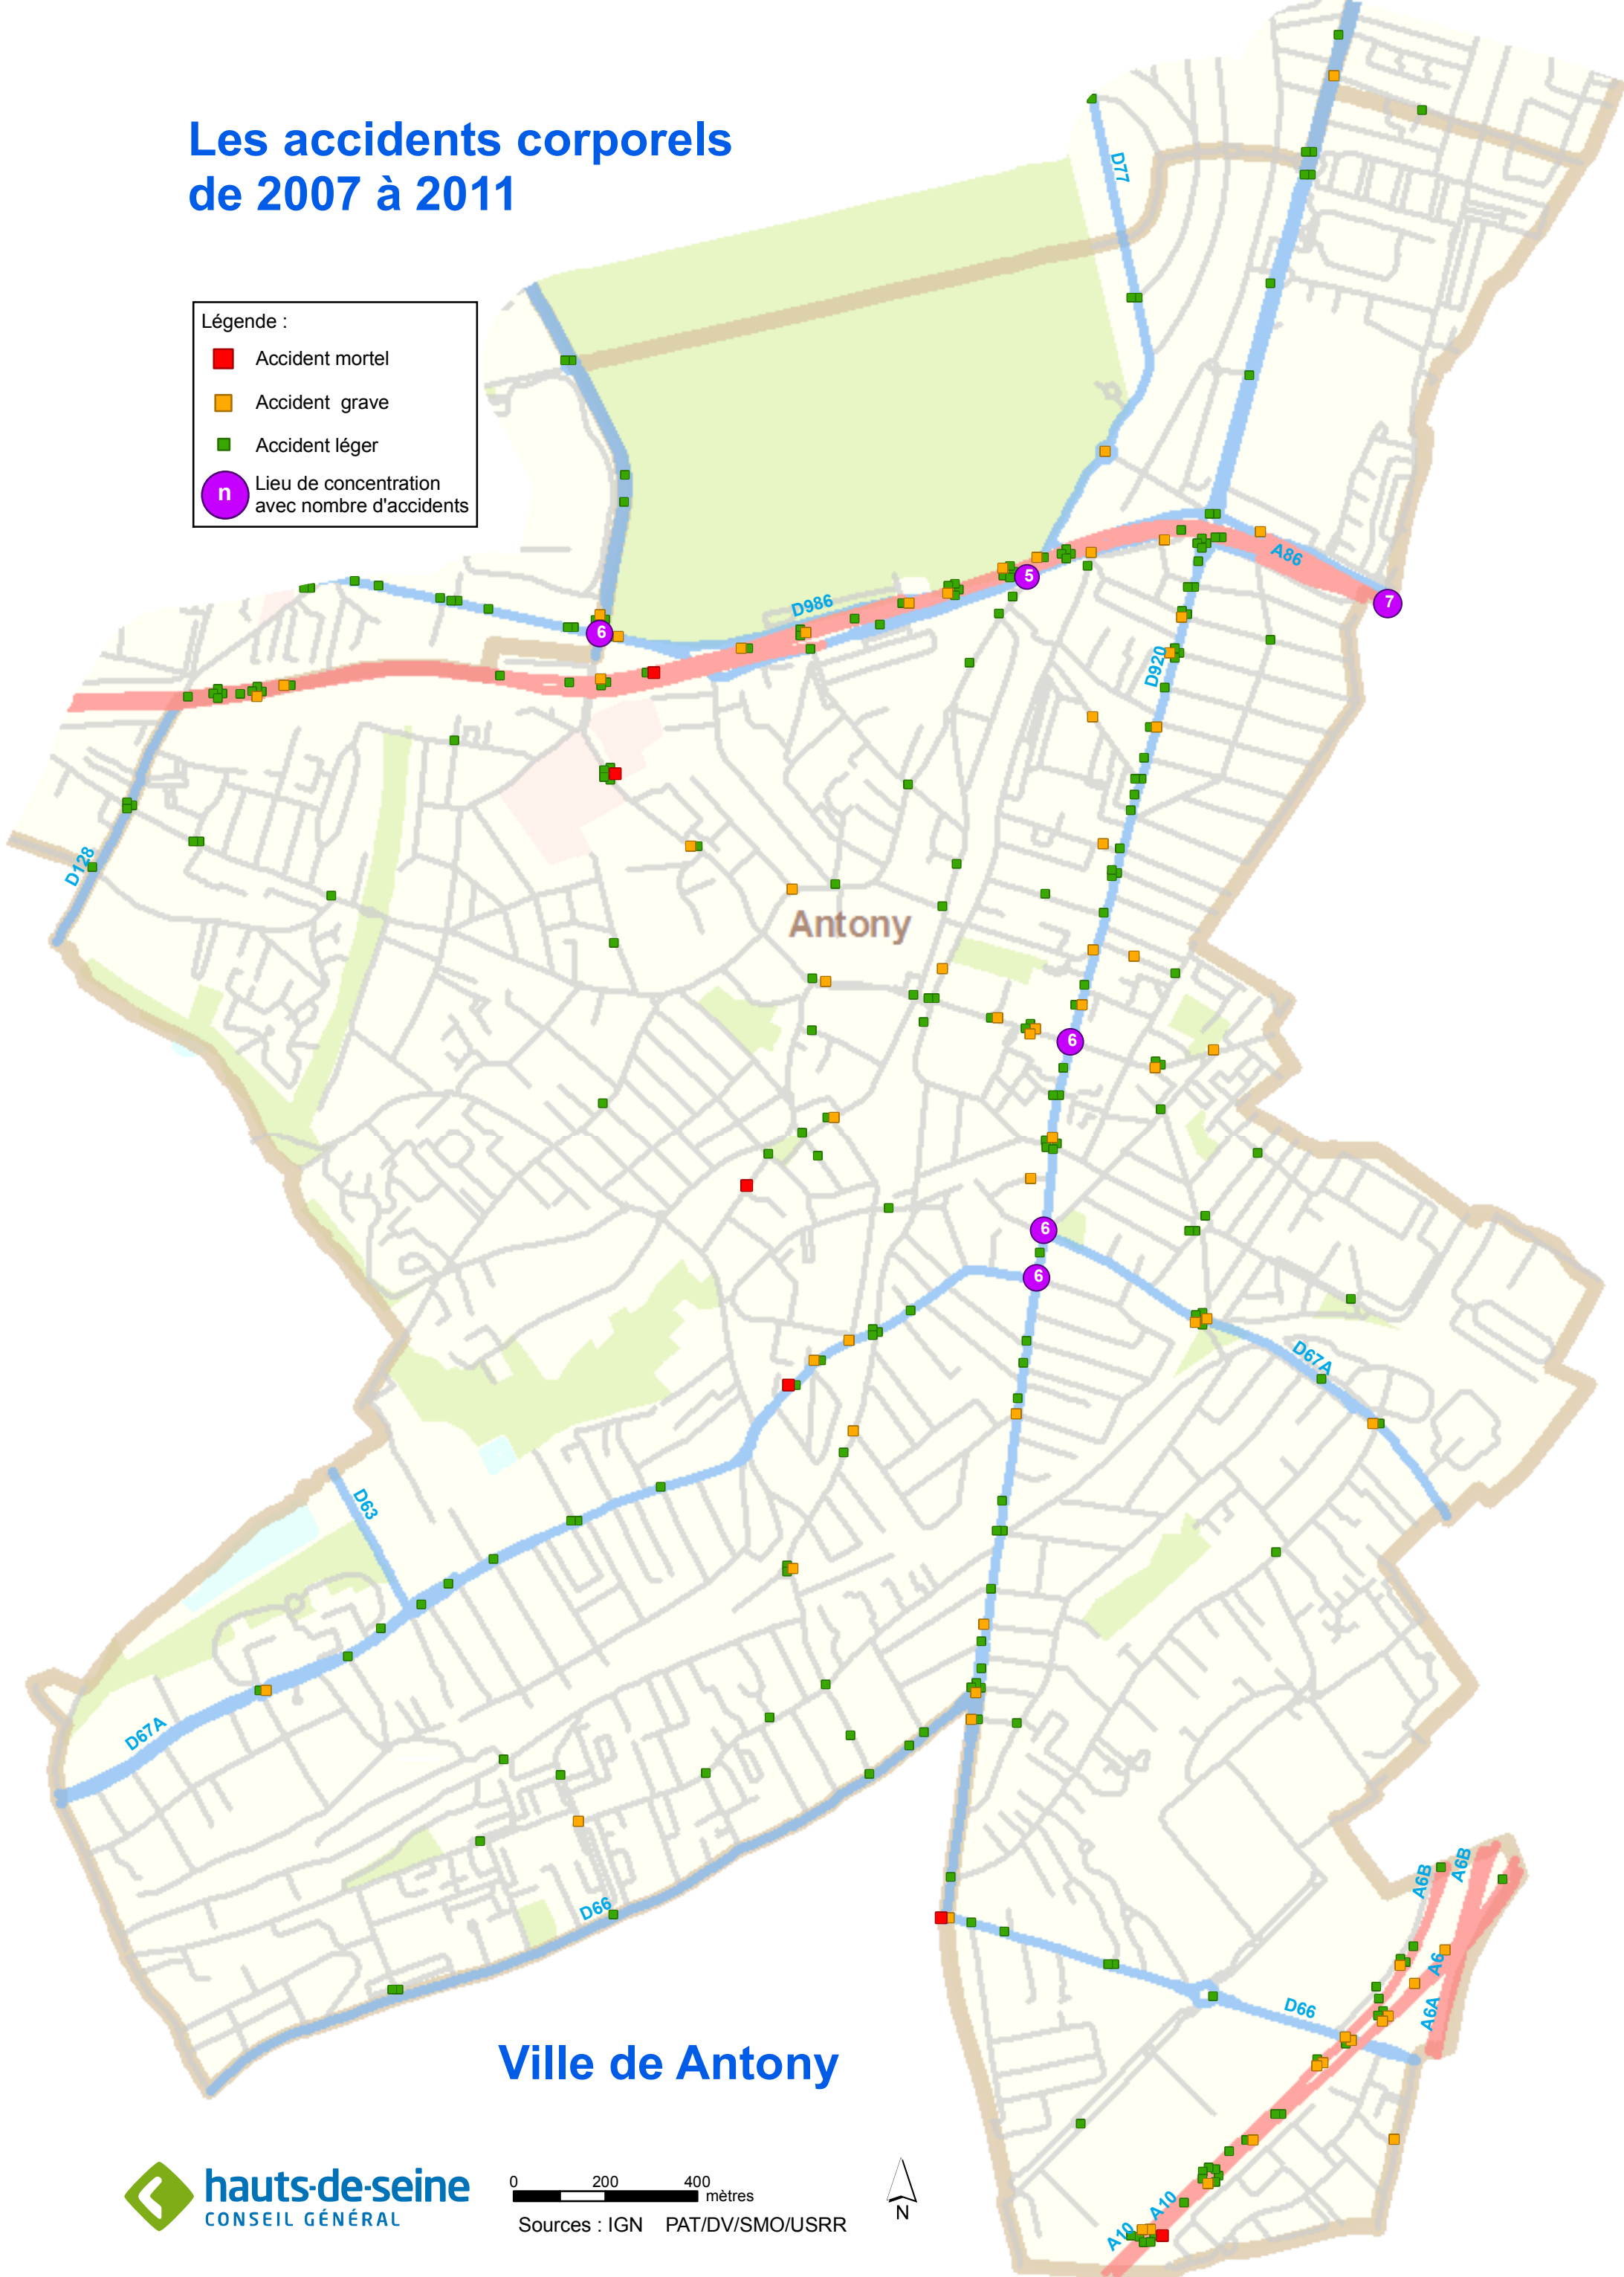 Les accidents corporels
de 2007 à 2011
Légende :
Accident mortel
Accident  grave
Accident léger
n
Lieu de concentration
avec nombre d'accidents
D77
A86
D986
5
7
6
D920
D128
Antony
6
6
6
D67A
D63
D67A
D66
A6B
A6B
A6
A6A
D66
A10
A10
Ville de Antony
hauts-de-seine
CONSEIL GÉNÉRAL
0 200 400
mètres
Sources : IGN PAT/DV/SMO/USRR
N